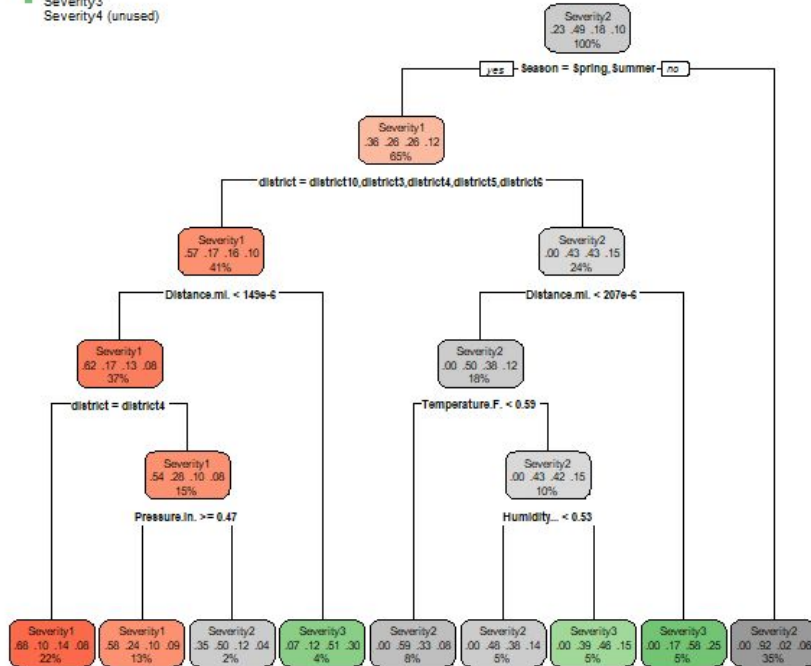 Severity3
Severity4 (unused)
Severity2
.23 .49 .18 .10
100%
yes Season = Spring,Summer no
Severity1
.36 .26 .26 .12
65%
district = district10,district3,district4,district5,district6
Severity1
.57 .17 .16 .10
41%
Severity2
.00 .43 .43 .15
24%
Distance.mi. < 149e-6
Distance.mi. < 207e-6
Severity1
.62 .17 .13 .08
37%
Severity2
.00 .50 .38 .12
18%
district = district4
Temperature.F. < 0.59
Severity1
.54 .28 .10 .08
15%
Severity2
.00 .43 .42 .15
10%
Pressure.in. >= 0.47
Humidity... < 0.53
Severity1
.68 .10 .14 .08
22%
Severity1
.58 .24 .10 .09
13%
Severity2
.35 .50 .12 .04
2%
Severity3
.07 .12 .51 .30
4%
Severity2
.00 .59 .33 .08
8%
Severity2
.00 .48 .38 .14
5%
Severity3
.00 .39 .46 .15
5%
Severity3
.00 .17 .58 .25
5%
Severity2
.00 .92 .02
35%